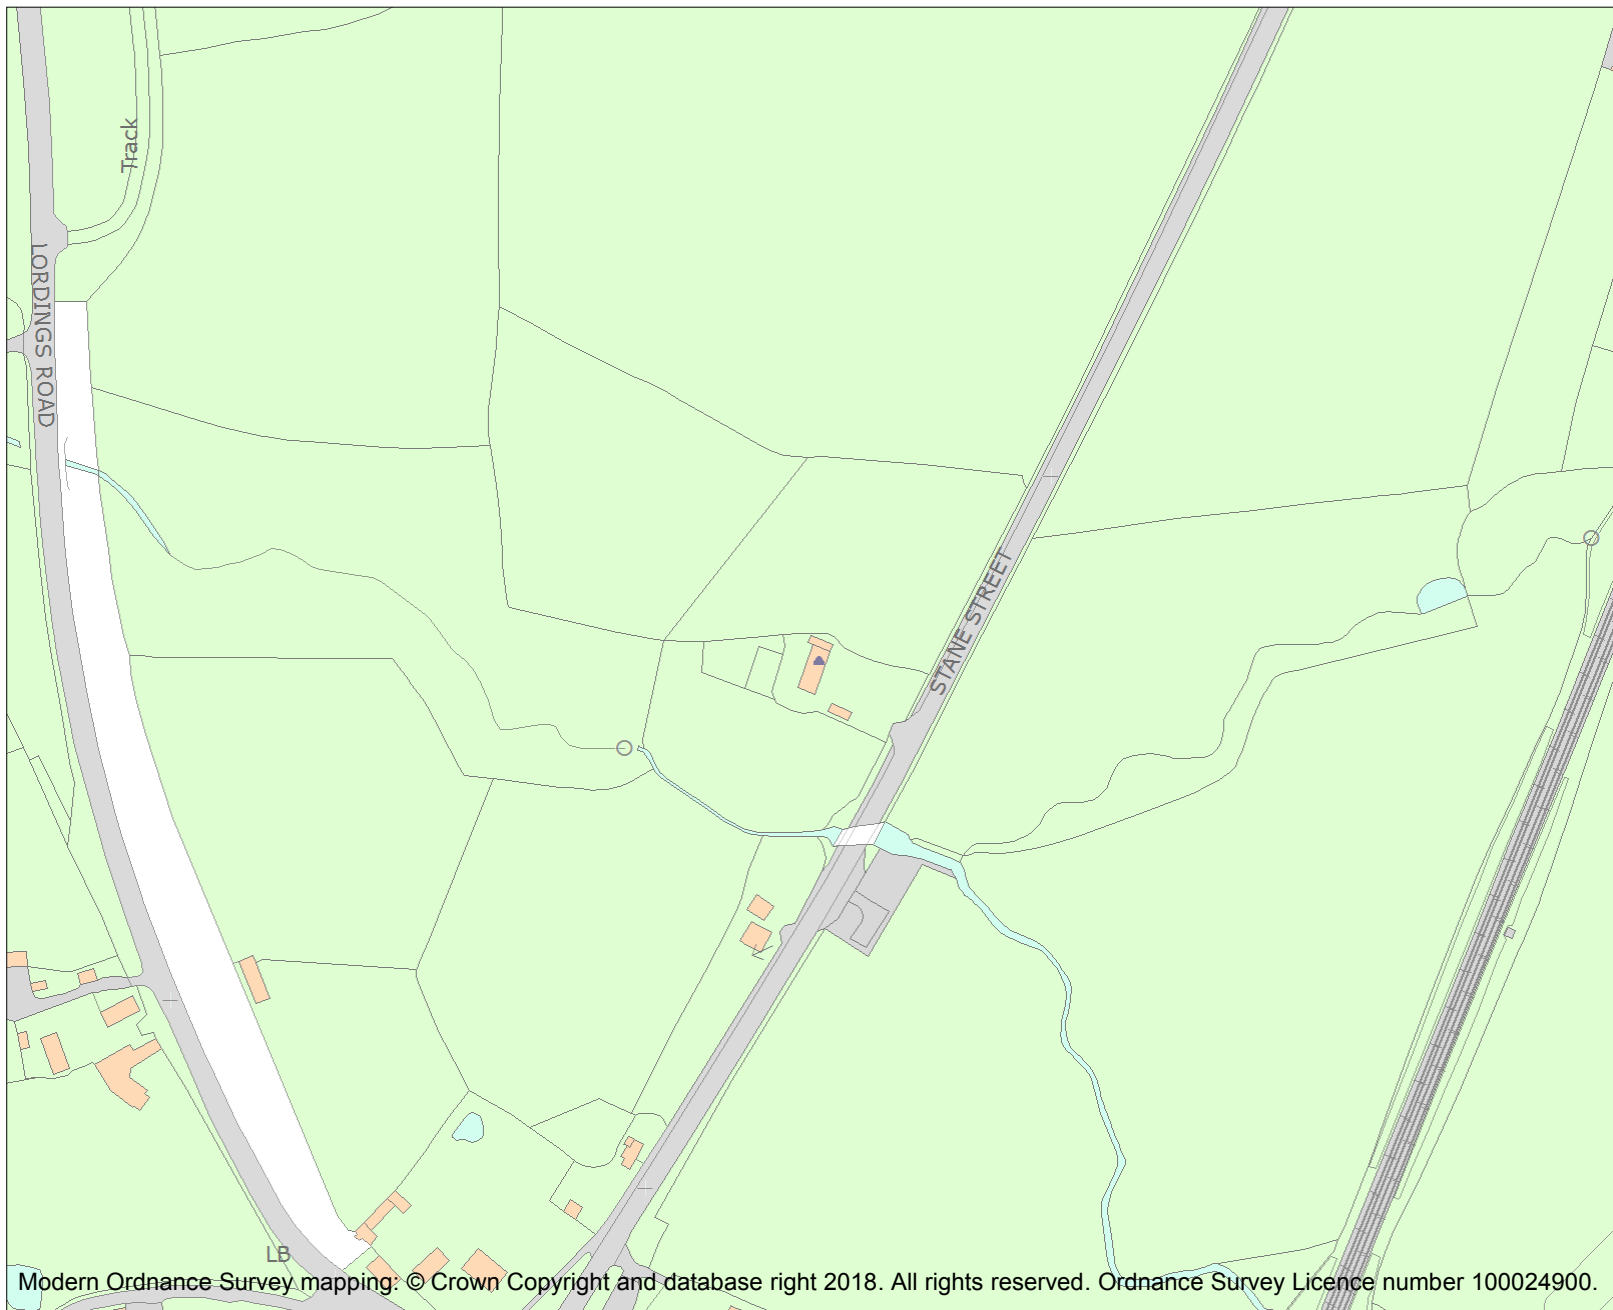 Track
LORDINGS ROAD
STANE STREET
LB
Modern Ordnance Survey mapping: © Crown Copyright and database right 2018. All rights reserved. Ordnance Survey Licence number 100024900.